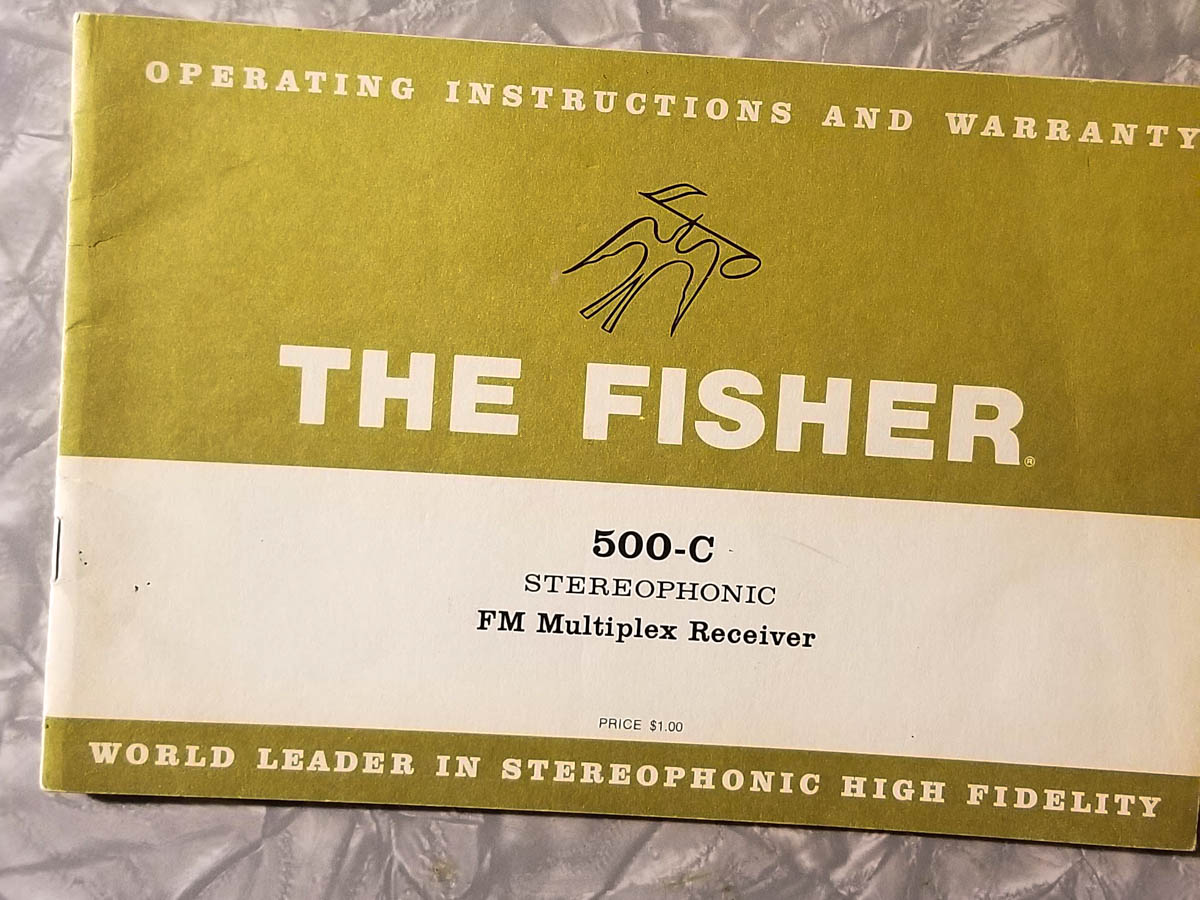 OPERATING INSTRUCTIONS AND WARRANTY
THE FISHER®
500-C
STEREOPHONIC
FM Multiplex Receiver
PRICE $1.00
WORLD LEADER IN STEREOPHONIC HIGH FIDELITY